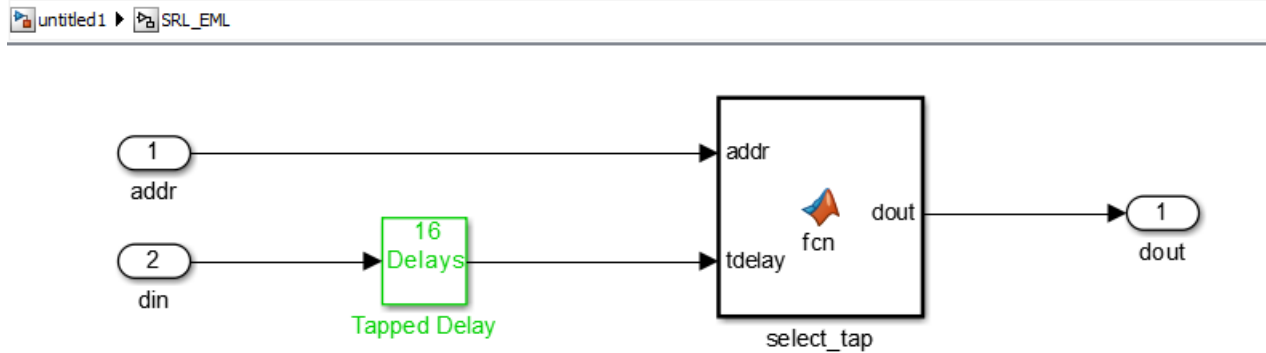 untitled1 SRL_EML
1
addr
2
din
16
Delays
Tapped Delay
addr
tdelay
fcn
dout
select_tap
1
dout